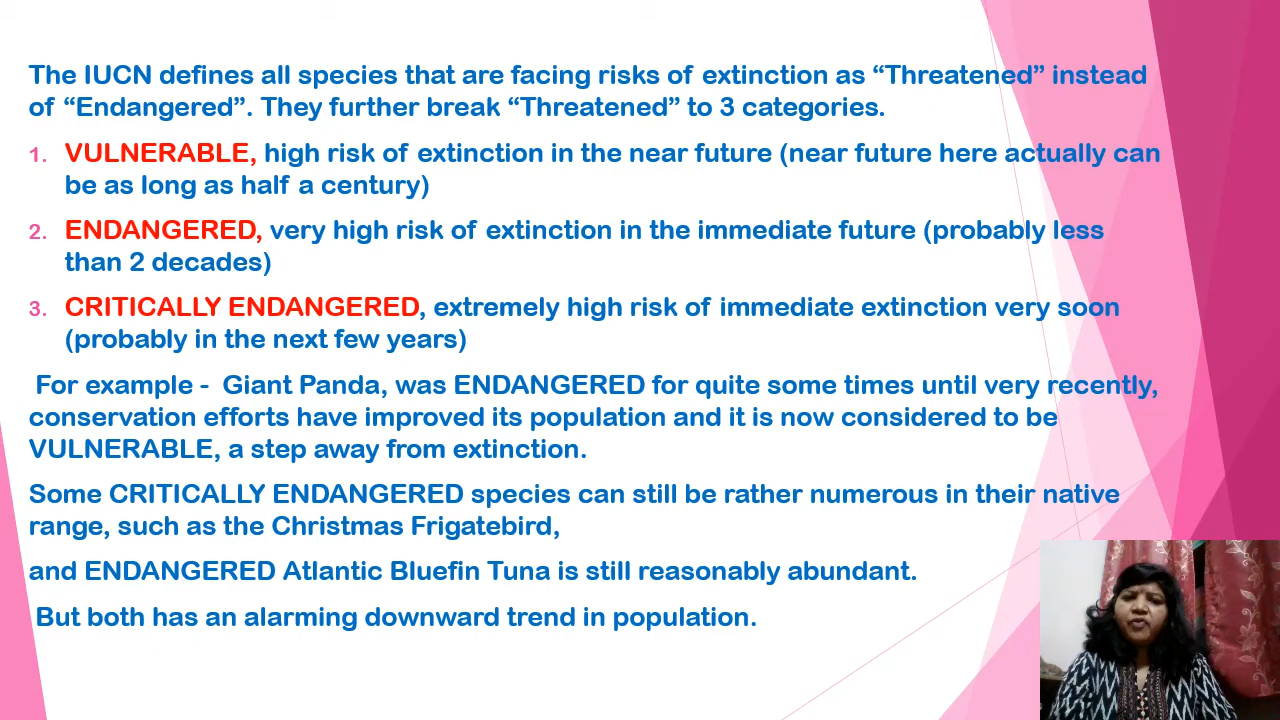 The IUCN defines all species that are facing risks of extinction as “Threatened” instead
of “Endangered”. They further break “Threatened” to 3 categories.
1. VULNERABLE, high risk of extinction in the near future (near future here actually can
be as long as half a century)
2. ENDANGERED, very high risk of extinction in the immediate future (probably less
than 2 decades)
3. CRITICALLY ENDANGERED, extremely high risk of immediate extinction very soon
(probably in the next few years)
For example - Giant Panda, was ENDANGERED for quite some times until very recently,
conservation efforts have improved its population and it is now considered to be
VULNERABLE, a step away from extinction.
Some CRITICALLY ENDANGERED species can still be rather numerous in their native
range, such as the Christmas Frigatebird,
and ENDANGERED Atlantic Bluefin Tuna is still reasonably abundant.
But both has an alarming downward trend in population.